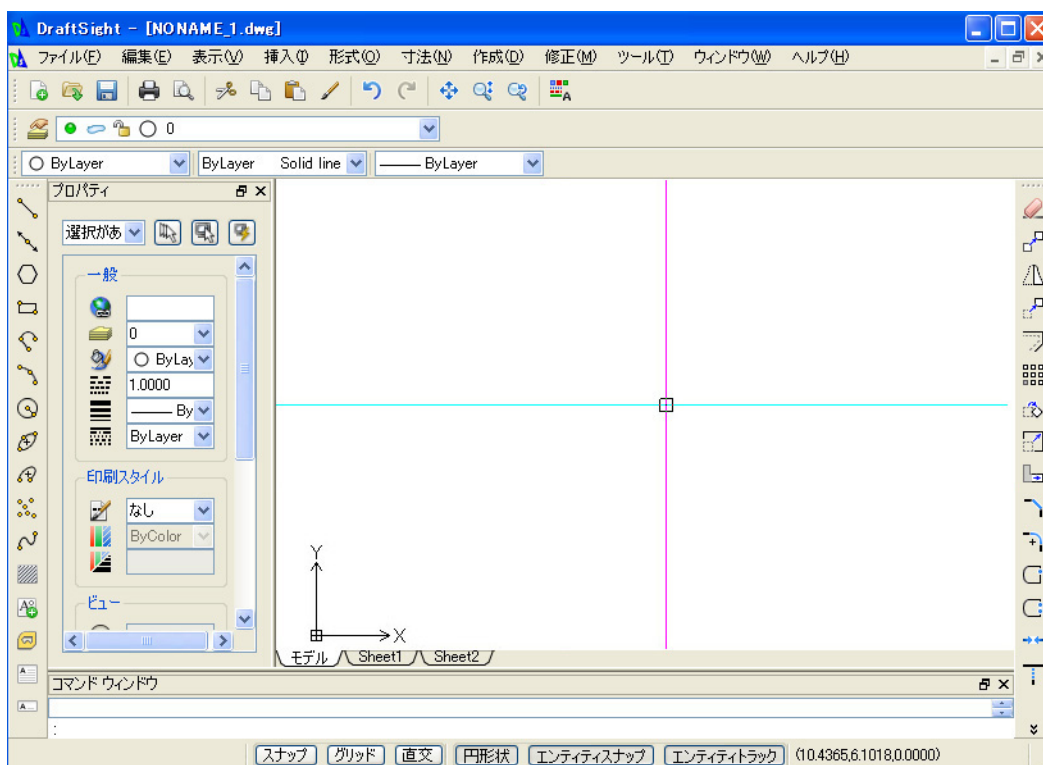 DraftSight - [NONAME_1.dwg]
ファイル(F) 編集(E) 表示(V) 挿入(I) 形式(O) 寸法(N) 作成(D) 修正(M) ツール(T) ウィンドウ(W) ヘルプ(H)
0
ByLayer ByLayer Solid line ByLayer
プロパティ
選択があ
一般
0
ByLay
1.0000
By
ByLayer
印刷スタイル
なし
ByColor
ビュー
Y
X
モデル Sheet1 Sheet2
コマンド ウィンドウ
:
スナップ グリッド 直交 円形状 エンティティスナップ エンティティトラック (10.4365,6.1018,0.0000)